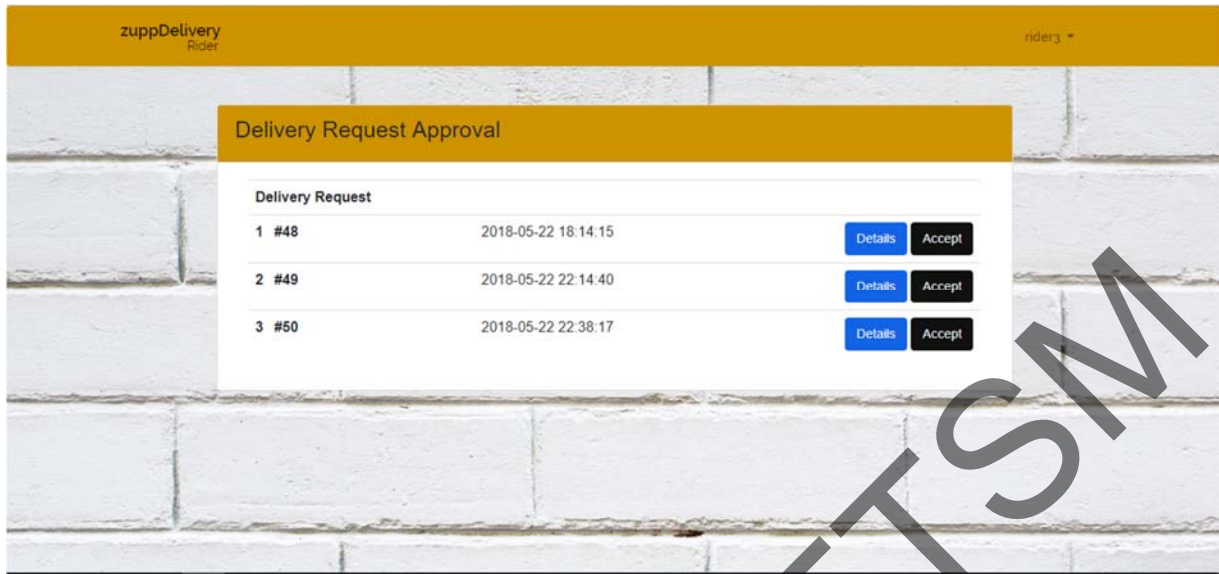 zuppDelivery
Rider
rider3
Delivery Request Approval
Delivery Request
1 #48 2018-05-22 18:14:15 Details Accept
2 #49 2018-05-22 22:14:40 Details Accept
3 #50 2018-05-22 22:38:17 Details Accept
TSM